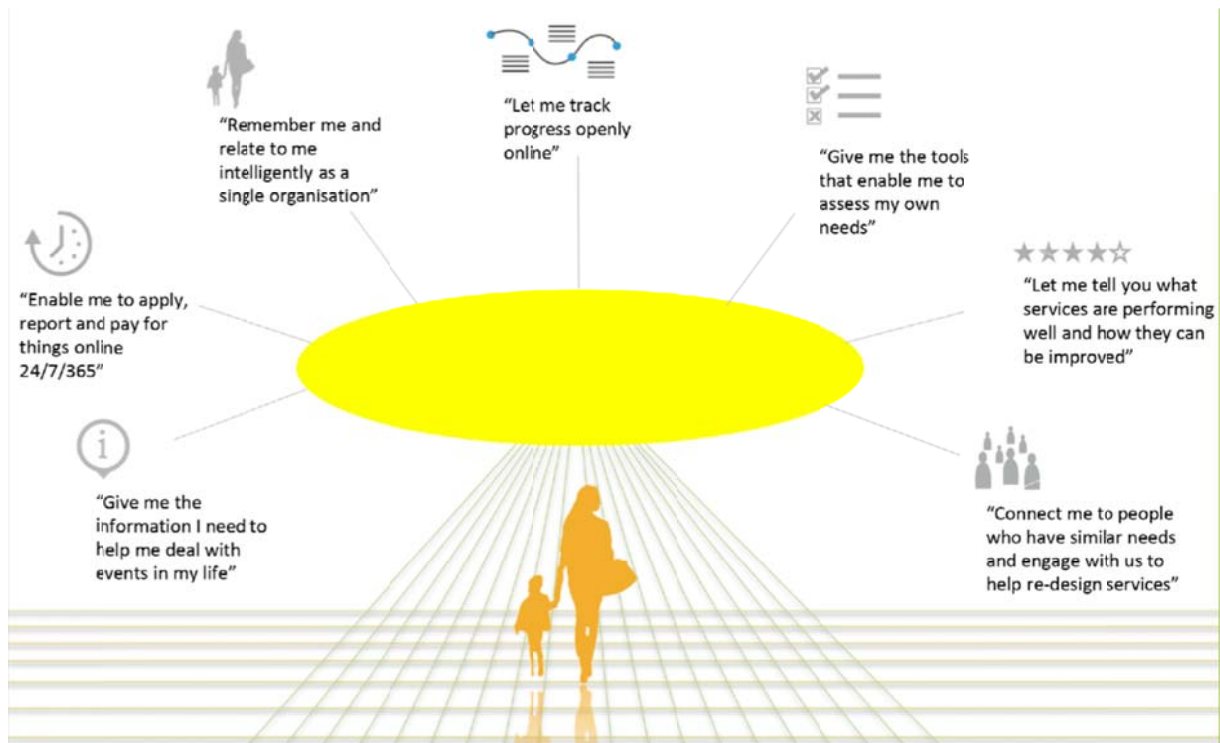 “Remember me and
relate to me
intelligently as a
single organisation”
“Let me track
progress openly
online”
“Give me the tools
that enable me to
assess my own
needs”
“Enable me to apply,
report and pay for
things online
24/7/365”
“Let me tell you what
services are performing
well and how they can
be improved”
i
“Give me the
information I need to
help me deal with
events in my life”
“Connect me to people
who have similar needs
and engage with us to
help re-design services”